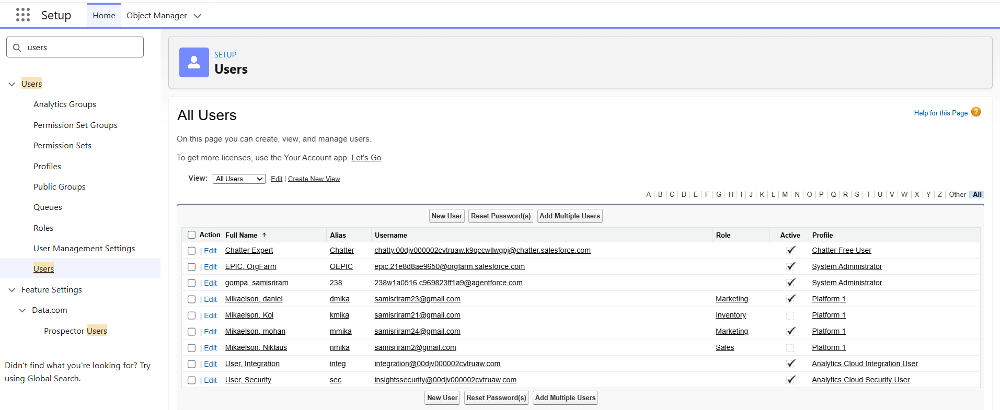 Setup Home Object Manager
users
Users
Analytics Groups
Permission Set Groups
Permission Sets
Profiles
Public Groups
Queues
Roles
User Management Settings
Users
Feature Settings
Data.com
Prospector Users
Didn't find what you're looking for? Try
using Global Search.
SETUP
Users
All Users
Help for this Page ?
On this page you can create, view, and manage users.
To get more licenses, use the Your Account app. Let's Go
View: All Users Edit | Create New View
A | B | C | D | E | F | G | H | I | J | K | L | M | N | O | P | Q | R | S | T | U | V | W | X | Y | Z | Other | All
New User Reset Password(s) Add Multiple Users
Action Full Name ↑ Alias Username Role Active Profile
| Edit Chatter Expert Chatter chatty.00djv000002cvtruaw.k9qccwllwgpj@chatter.salesforce.com Chatter Free User
| Edit EPIC, OrgFarm OEPIC epic.21e8d8ae9650@orgfarm.salesforce.com System Administrator
| Edit gompa, samisriram 238 238w1a0516.c969823ff1a9@agentforce.com System Administrator
| Edit Mikaelson, daniel dmika samisriram23@gmail.com Marketing Platform 1
| Edit Mikaelson, Kol kmika samisriram21@gmail.com Inventory Platform 1
| Edit Mikaelson, mohan mmika samisriram24@gmail.com Marketing Platform 1
| Edit Mikaelson, Niklaus nmika samisriram2@gmail.com Sales Platform 1
| Edit User, Integration integ integration@00djv000002cvtruaw.com Analytics Cloud Integration User
| Edit User, Security sec insightssecurity@00djv000002cvtruaw.com Analytics Cloud Security User
New User Reset Password(s) Add Multiple Users